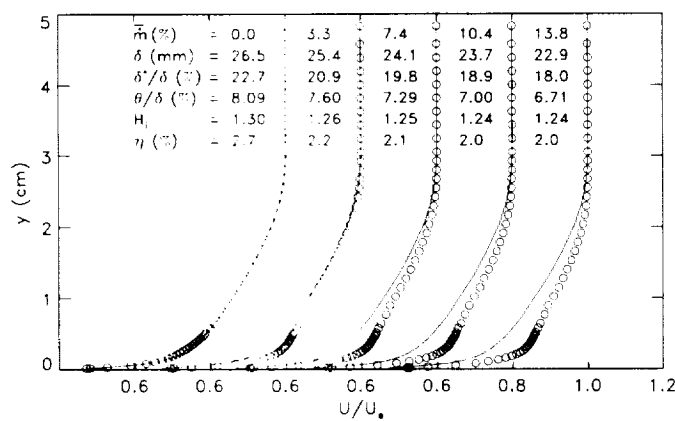 5
m̄ (%) = 0.0 3.3 7.4 10.4 13.8
δ (mm) = 26.5 25.4 24.1 23.7 22.9
δ*/δ (%) = 22.7 20.9 19.8 18.9 18.0
θ/δ (%) = 8.09 7.60 7.29 7.00 6.71
H_i = 1.30 1.26 1.25 1.24 1.24
η (%) = 2.7 2.2 2.1 2.0 2.0
4
3
2
1
0
y (cm)
0.6 0.6 0.6 0.6 0.6 0.8 1.0 1.2
U/U